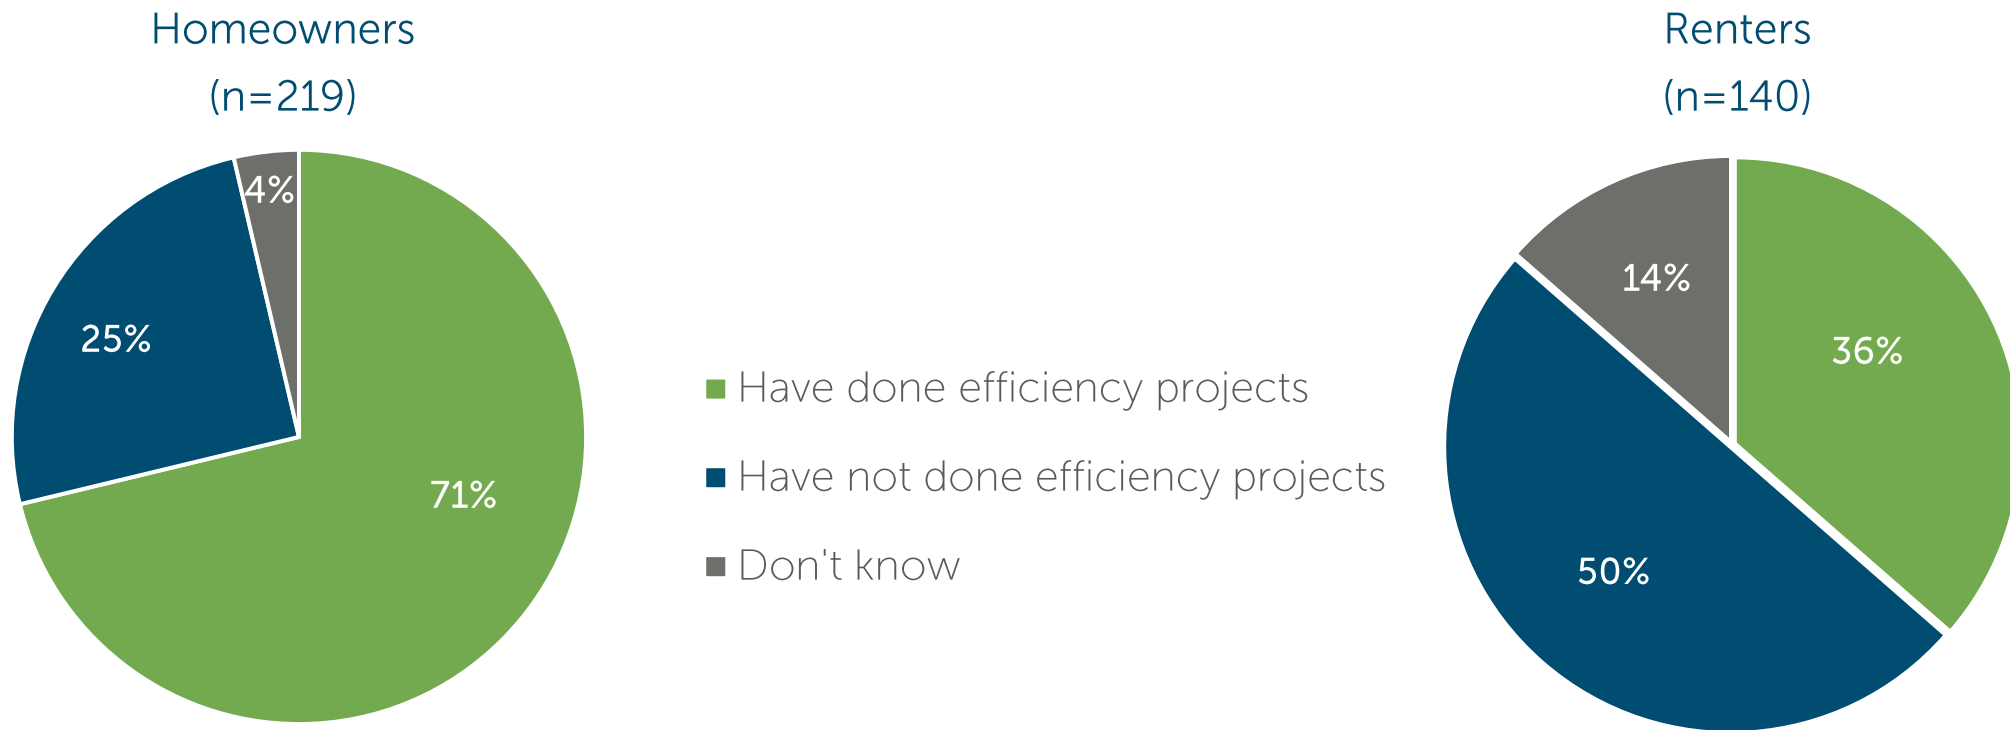 Homeowners
(n=219)
4%
25%
71%
Have done efficiency projects
Have not done efficiency projects
Don't know
Renters
(n=140)
14%
36%
50%